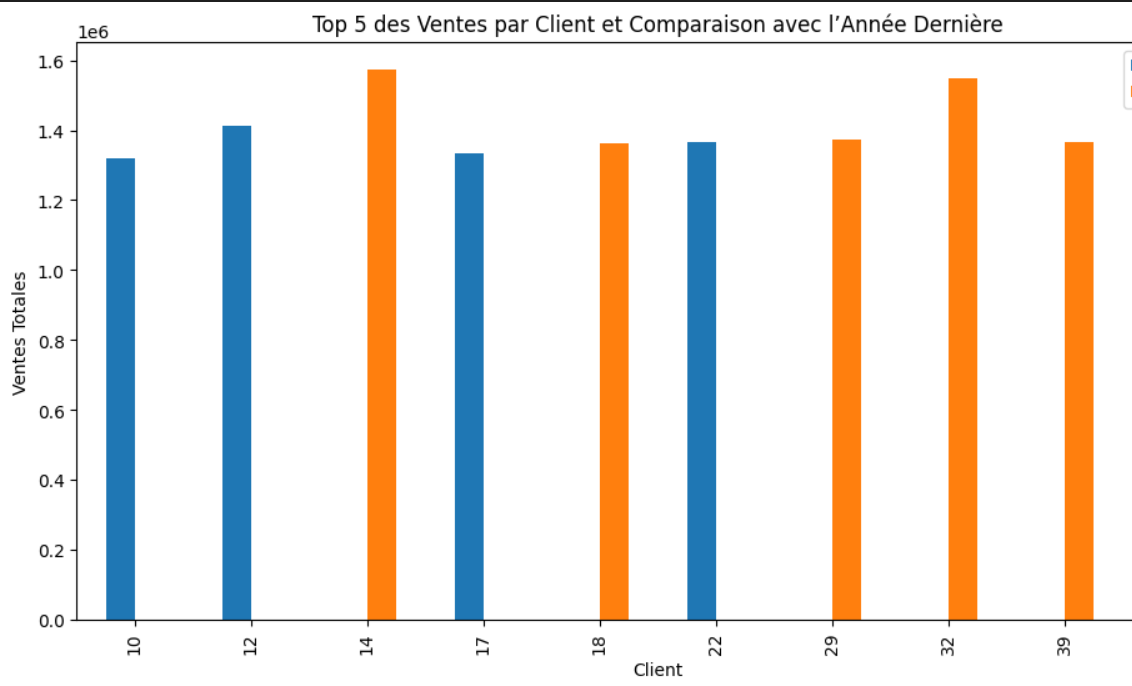 Top 5 des Ventes par Client et Comparaison avec l’Année Dernière
1e6
1.6
1.4
1.2
1.0
0.8
0.6
0.4
0.2
0.0
Ventes Totales
10 12 14 17 18 22 29 32 39
Client